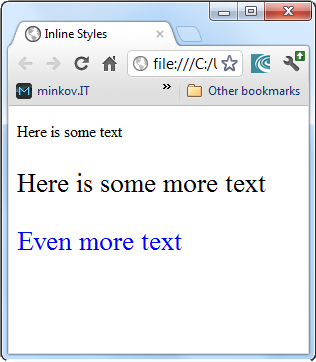 Inline Styles
file:///C:/U
minkov.IT
Other bookmarks
Here is some text
Here is some more text
Even more text